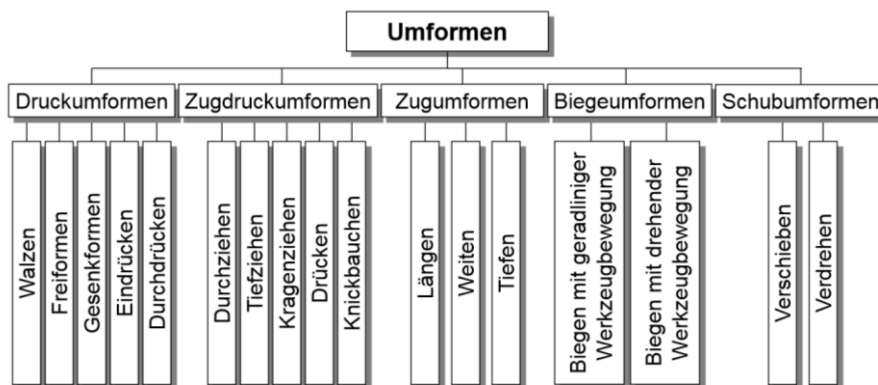 Umformen
Druckumformen
Zugdruckumformen
Zugumformen
Biegeumformen
Schubumformen
Walzen
Freiformen
Gesenkformen
Eindrücken
Durchdrücken
Durchziehen
Tiefziehen
Kragenziehen
Drücken
Knickbauchen
Längen
Weiten
Tiefen
Biegen mit geradliniger
Werkzeugbewegung
Biegen mit drehender
Werkzeugbewegung
Verschieben
Verdrehen